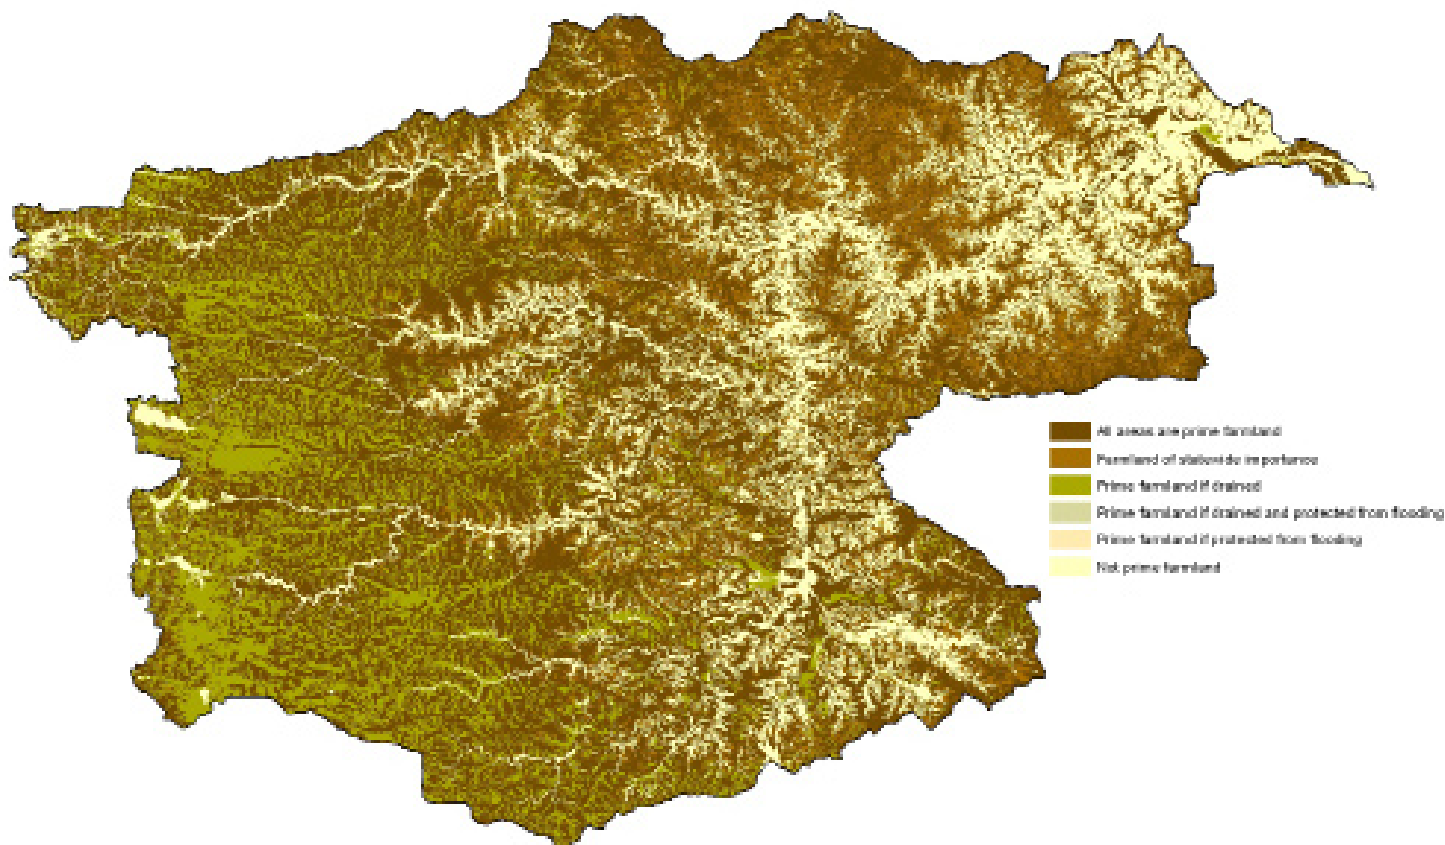 All areas are prime farmland
Farmland of statewide importance
Prime farmland if drained
Prime farmland if drained and protected from flooding
Prime farmland if protected from flooding
Not prime farmland